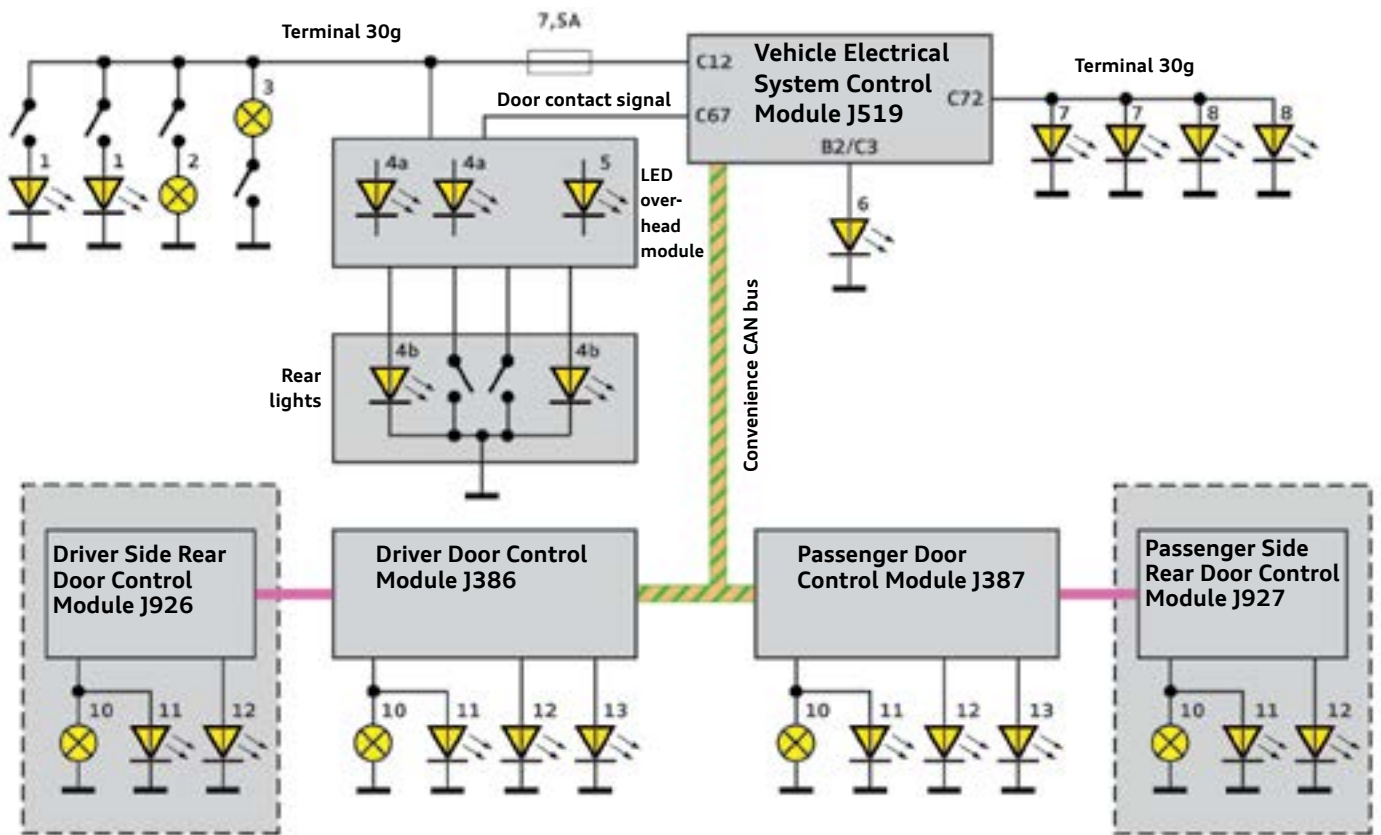 7,5A
Terminal 30g
C12
Vehicle Electrical
System Control
Module J519
Terminal 30g
C72
Door contact signal
C67
B2/C3
3
1
1
2
4a
4a
5
LED
over-
head
module
7
7
8
8
6
Convenience CAN bus
Rear
lights
4b
4b
Driver Side Rear
Door Control
Module J926
Driver Door Control
Module J386
Passenger Door
Control Module J387
Passenger Side
Rear Door Control
Module J927
10
11
12
10
11
12
13
10
11
12
13
10
11
12